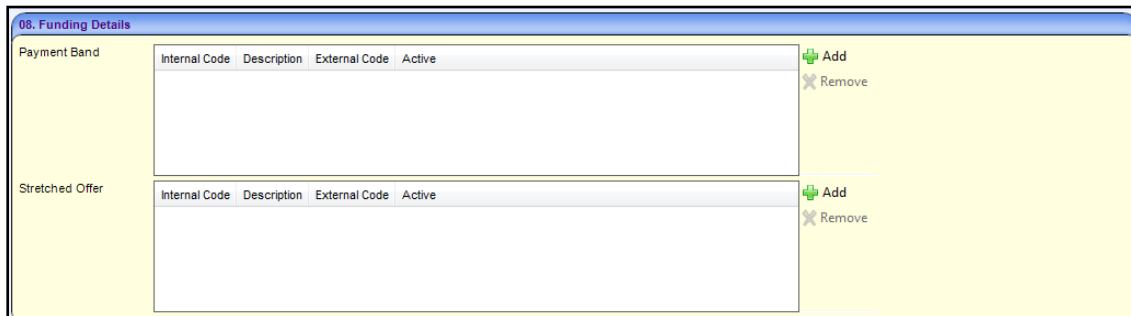 08. Funding Details
Payment Band
Internal Code Description External Code Active
Add
Remove
Stretched Offer
Internal Code Description External Code Active
Add
Remove